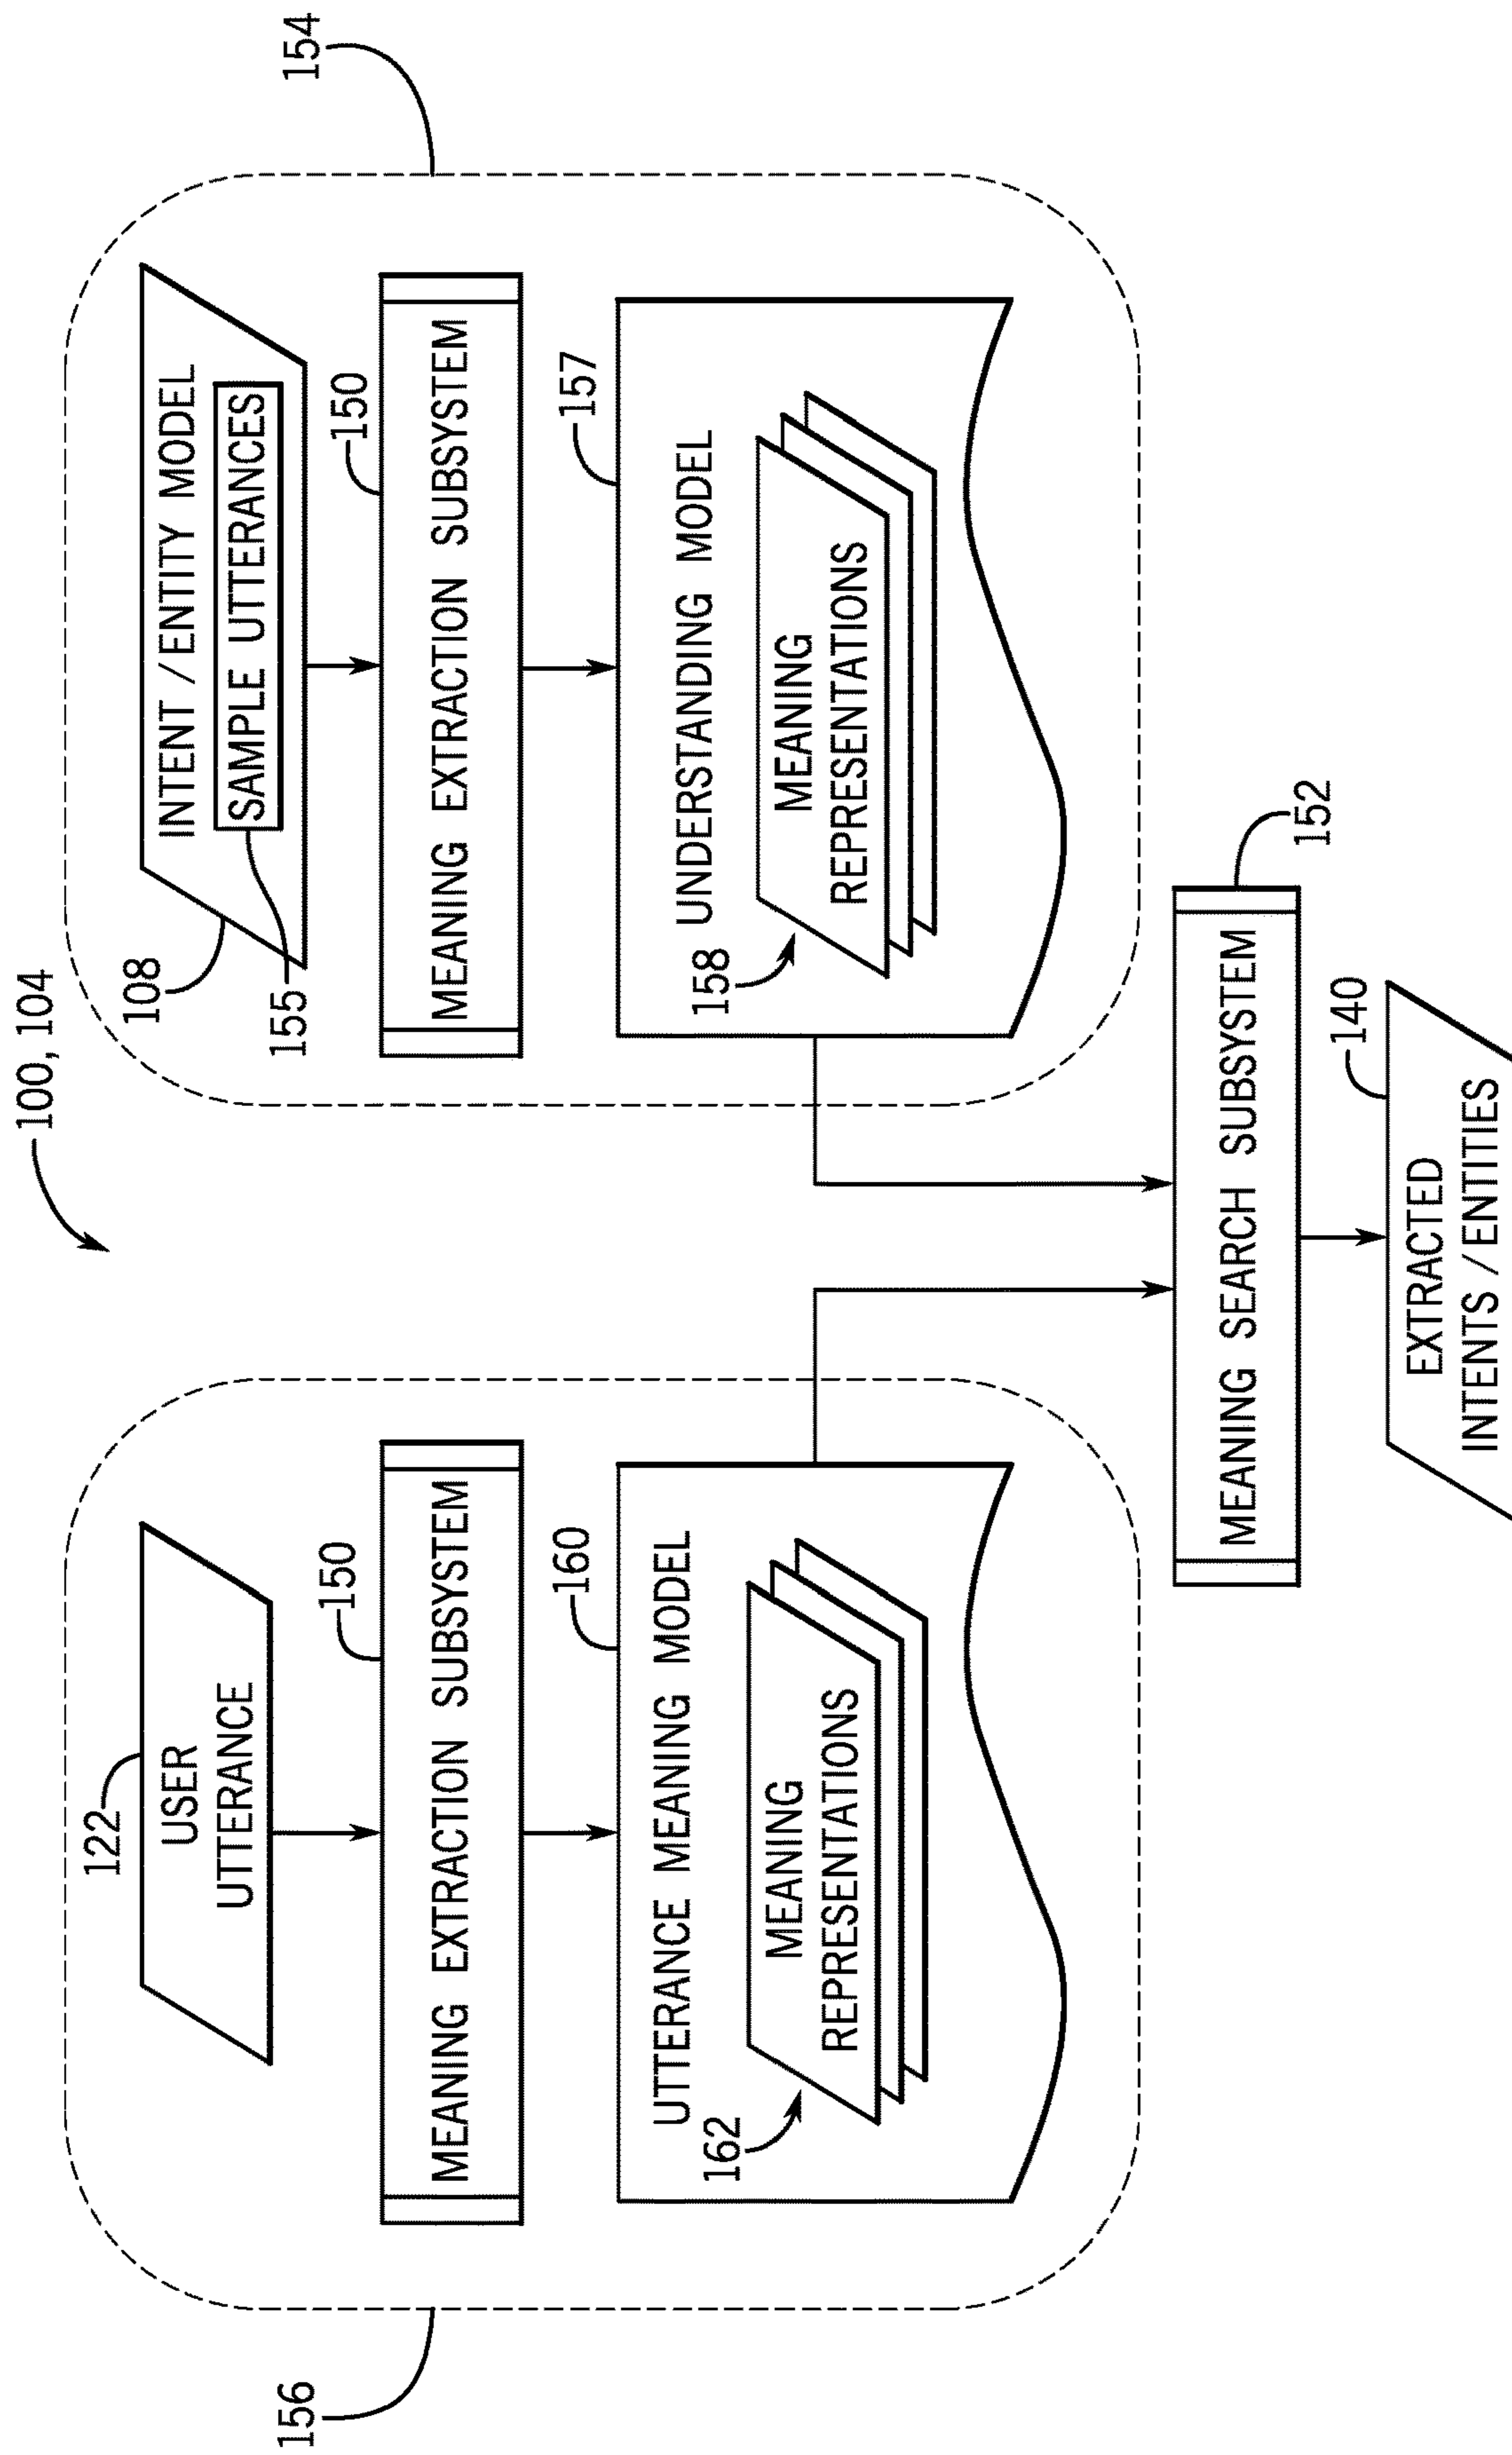 100, 104
156
122
USER
UTTERANCE
150
MEANING EXTRACTION SUBSYSTEM
160
UTTERANCE MEANING MODEL
162
MEANING
REPRESENTATIONS
154
108
INTENT / ENTITY MODEL
155
SAMPLE UTTERANCES
150
MEANING EXTRACTION SUBSYSTEM
157
UNDERSTANDING MODEL
158
MEANING
REPRESENTATIONS
152
MEANING SEARCH SUBSYSTEM
140
EXTRACTED
INTENTS / ENTITIES